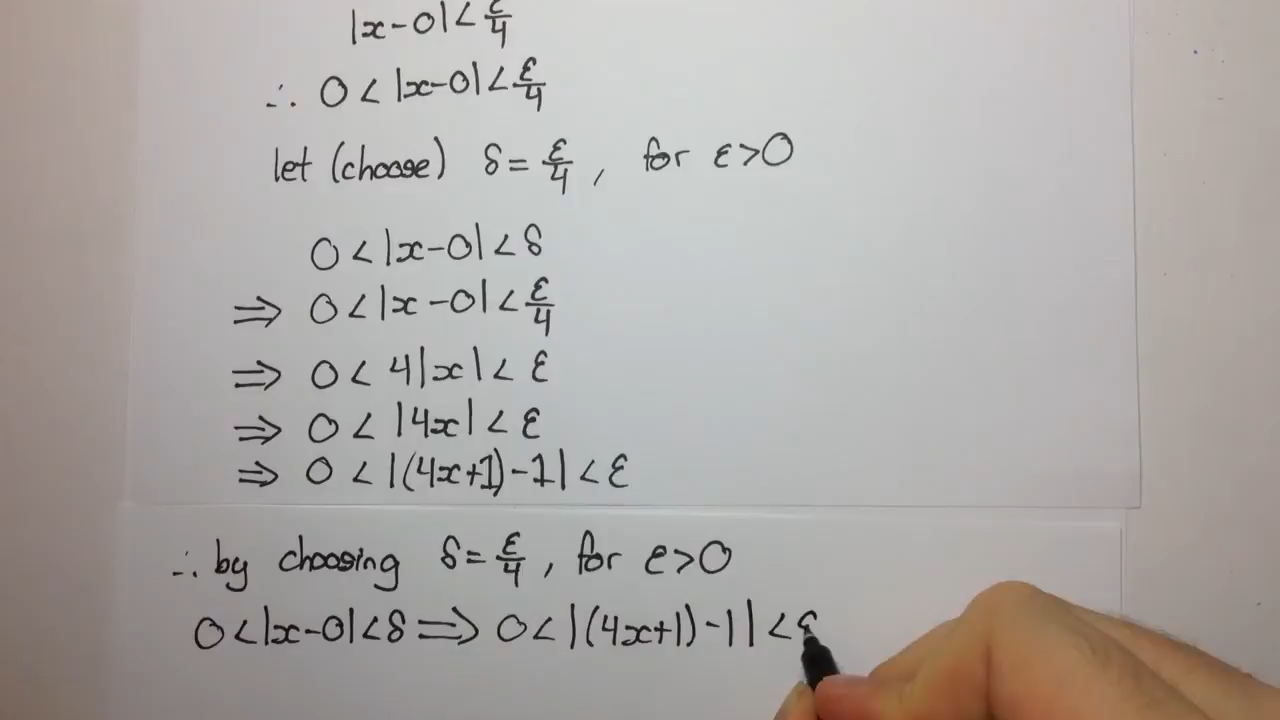 |x-0| < ε/4
∴ 0 < |x-0| < ε/4
let (choose) δ = ε/4, for ε>0
0 < |x-0| < δ
⇒ 0 < |x-0| < ε/4
⇒ 0 < 4|x| < ε
⇒ 0 < |4x| < ε
⇒ 0 < |(4x+1)-1| < ε
∴ by choosing δ = ε/4, for ε>0
0 < |x-0| < δ ⇒ 0 < |(4x+1)-1| < ε